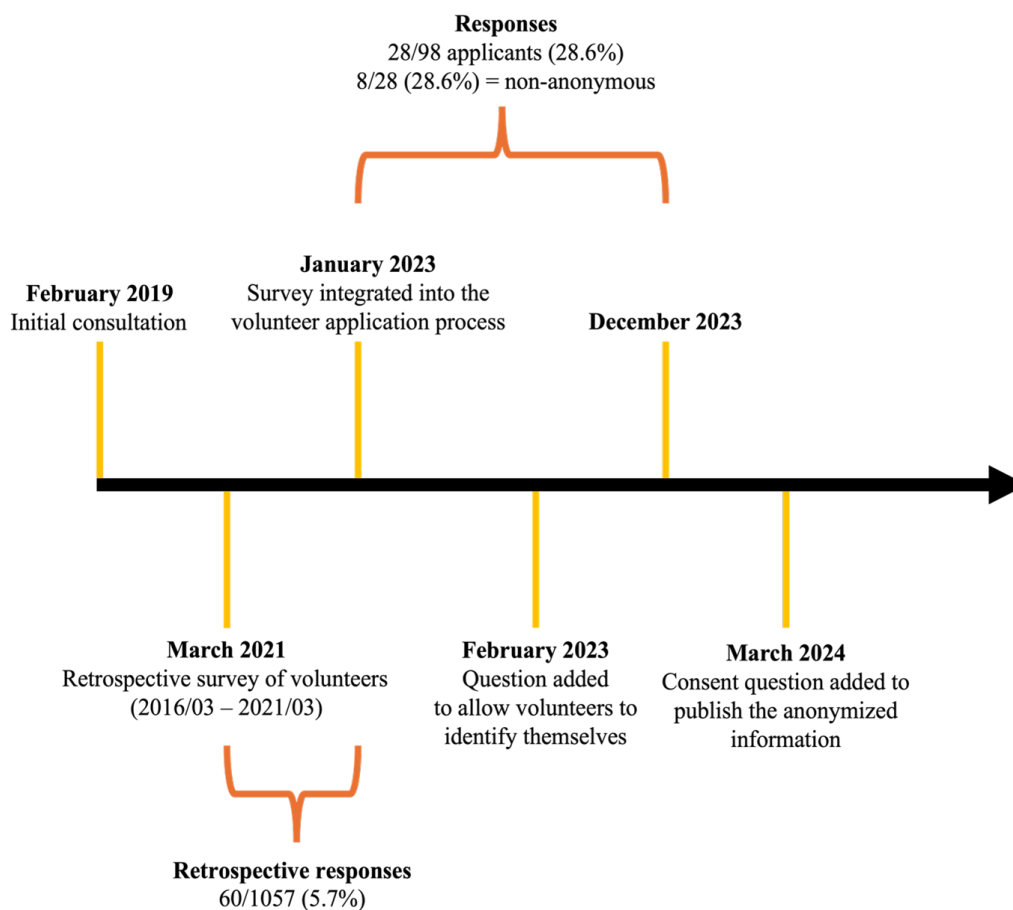 Responses
28/98 applicants (28.6%)
8/28 (28.6%) = non-anonymous
February 2019
Initial consultation
January 2023
Survey integrated into the
volunteer application process
December 2023
March 2021
Retrospective survey of volunteers
(2016/03 – 2021/03)
February 2023
Question added
to allow volunteers to
identify themselves
March 2024
Consent question added to
publish the anonymized
information
Retrospective responses
60/1057 (5.7%)